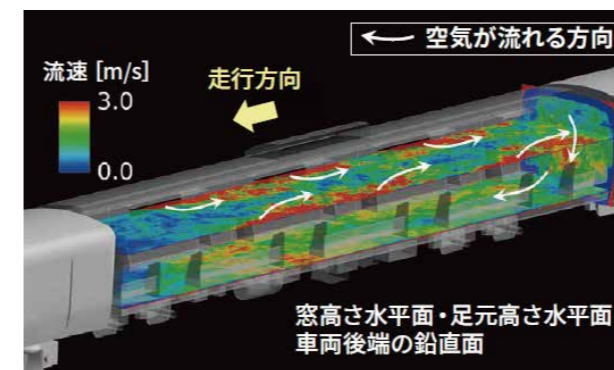 ← 空気が流れる方向
流速 [m/s]
3.0
0.0
走行方向
窓高さ水平面・足元高さ水平面
車両後端の鉛直面